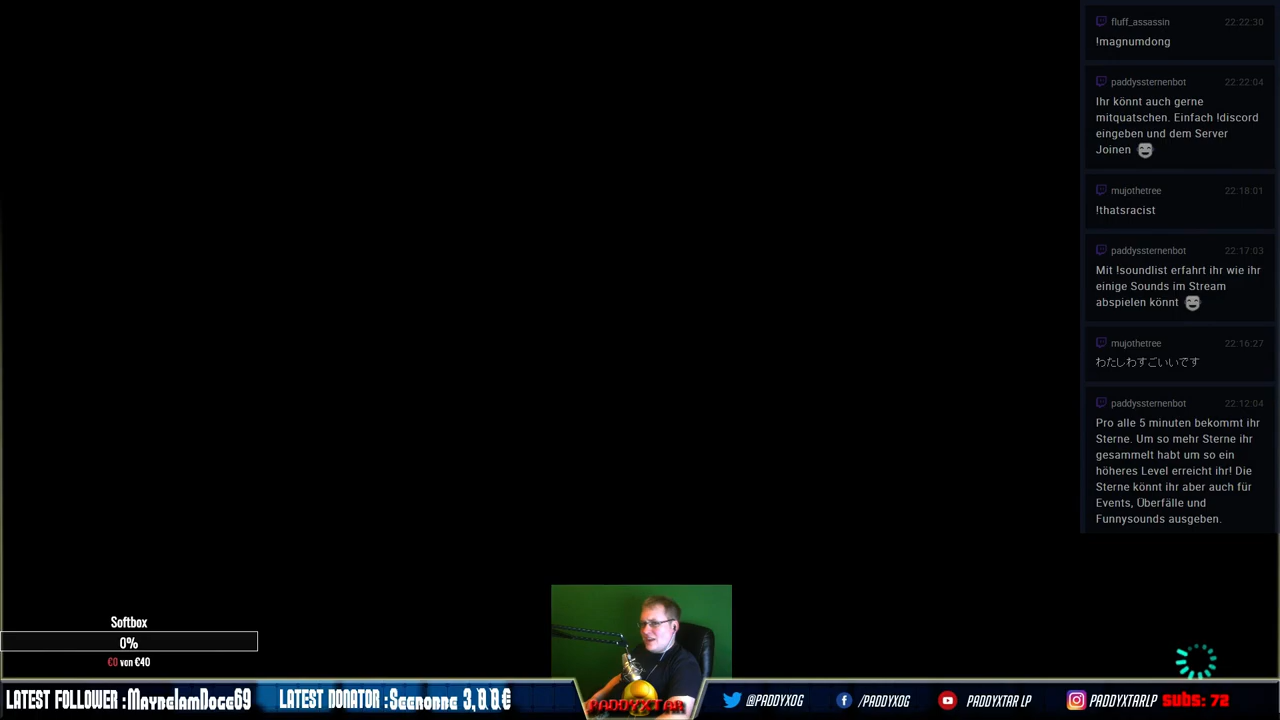 fluff_assassin 22:22:30
!magnumdong
paddyssternenbot 22:22:04
Ihr könnt auch gerne
mitquatschen. Einfach !discord
eingeben und dem Server
Joinen
mujothetree 22:18:01
!thatsracist
paddyssternenbot 22:17:03
Mit !soundlist erfahrt ihr wie ihr
einige Sounds im Stream
abspielen könnt
mujothetree 22:16:27
わたしわすごいいです
paddyssternenbot 22:12:04
Pro alle 5 minuten bekommt ihr
Sterne. Um so mehr Sterne ihr
gesammelt habt um so ein
höheres Level erreicht ihr! Die
Sterne könnt ihr aber auch für
Events, Überfälle und
Funnysounds ausgeben.
Softbox
0%
€0 von €40
LATEST FOLLOWER :MaybeIamDoge69
LATEST DONATOR :
PADDYXTAR
@PADDYXOG
/PADDYXOG
PADDYXTAR LP
PADDYXTARLP
subs: 72